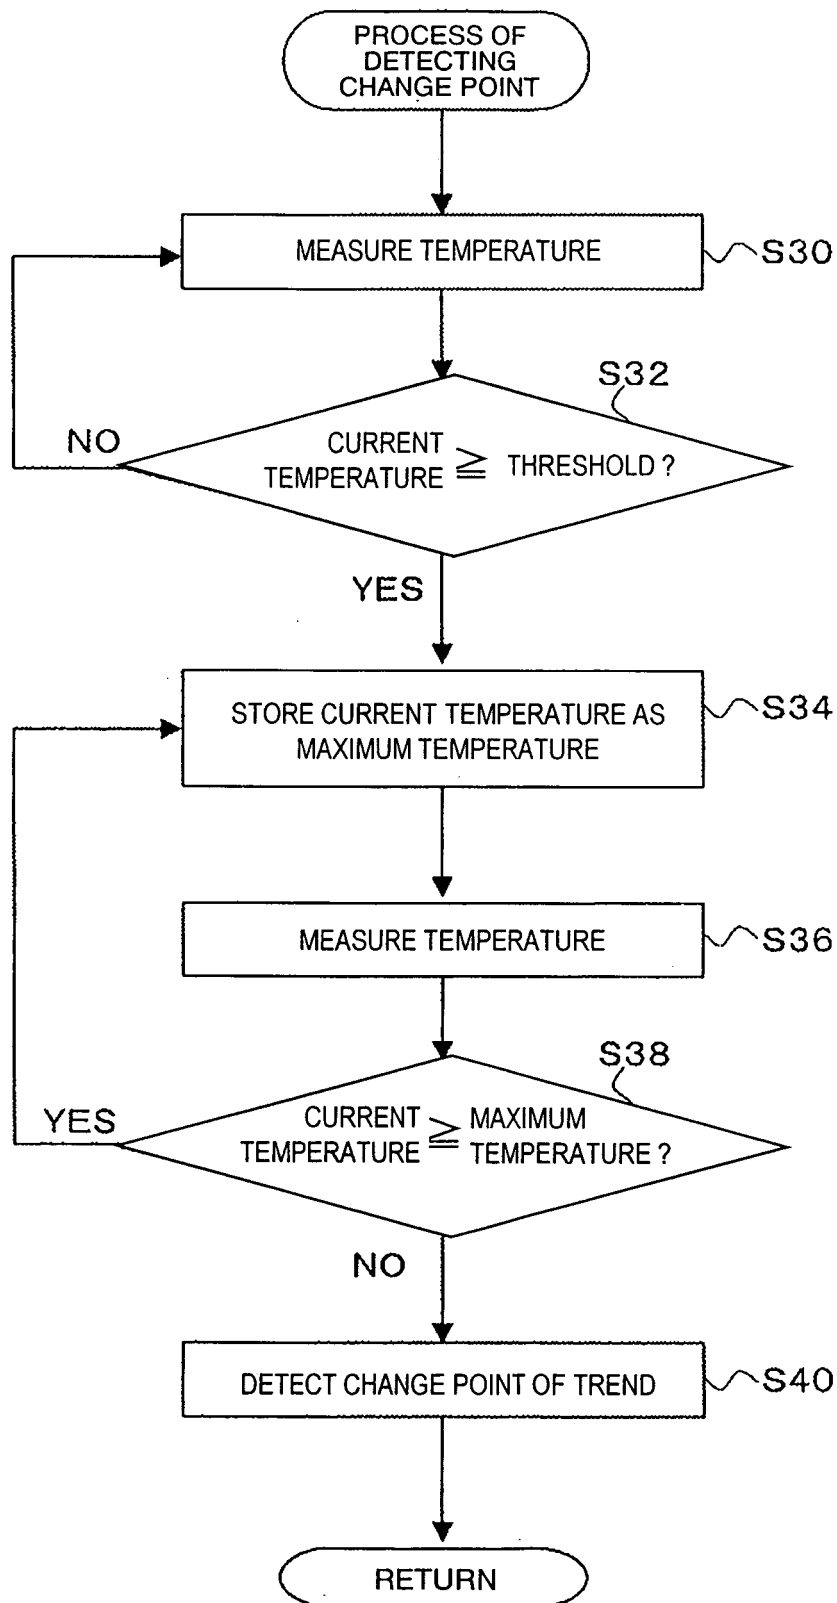 PROCESS OF
DETECTING
CHANGE POINT
MEASURE TEMPERATURE
S30
S32
NO
CURRENT
TEMPERATURE ≧ THRESHOLD ?
YES
STORE CURRENT TEMPERATURE AS
MAXIMUM TEMPERATURE
S34
MEASURE TEMPERATURE
S36
S38
YES
CURRENT ≧ MAXIMUM
TEMPERATURE TEMPERATURE ?
NO
DETECT CHANGE POINT OF TREND
S40
RETURN